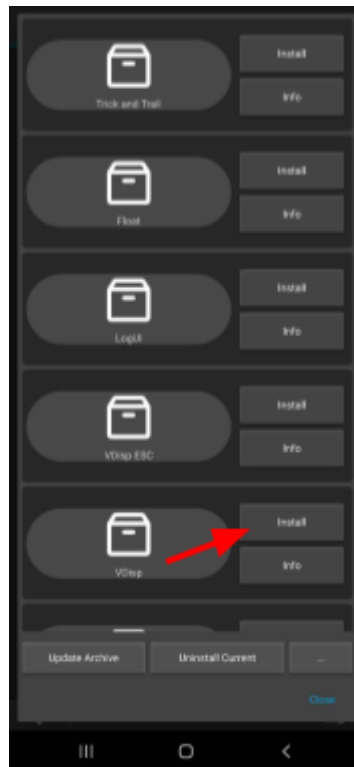 Install
Trick and Trail
Info
Install
Float
Info
Install
LogUI
Info
Install
VDisp ESC
Info
Install
VDisp
Info
Update Archive
Uninstall Current
...
Close